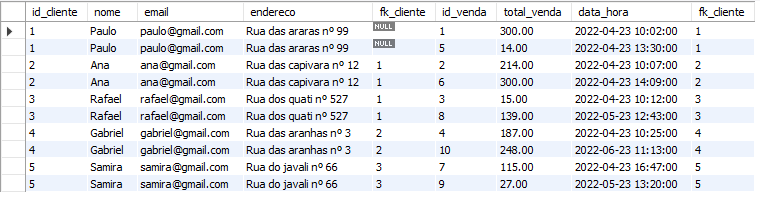 id_cliente nome email endereco fk_cliente id_venda total_venda data_hora fk_cliente
1 Paulo paulo@gmail.com Rua das araras nº 99 NULL 1 300.00 2022-04-23 10:02:00 1
1 Paulo paulo@gmail.com Rua das araras nº 99 NULL 5 14.00 2022-04-23 13:30:00 1
2 Ana ana@gmail.com Rua das capivara nº 12 1 2 214.00 2022-04-23 10:07:00 2
2 Ana ana@gmail.com Rua das capivara nº 12 1 6 300.00 2022-04-23 14:09:00 2
3 Rafael rafael@gmail.com Rua dos quati nº 527 1 3 15.00 2022-04-23 10:12:00 3
3 Rafael rafael@gmail.com Rua dos quati nº 527 1 8 139.00 2022-05-23 12:43:00 3
4 Gabriel gabriel@gmail.com Rua das aranhas nº 3 2 4 187.00 2022-04-23 10:25:00 4
4 Gabriel gabriel@gmail.com Rua das aranhas nº 3 2 10 248.00 2022-06-23 11:13:00 4
5 Samira samira@gmail.com Rua do javali nº 66 3 7 115.00 2022-04-23 16:47:00 5
5 Samira samira@gmail.com Rua do javali nº 66 3 9 27.00 2022-05-23 13:20:00 5